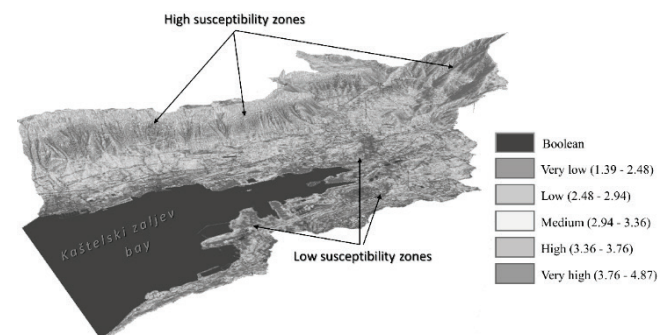 High susceptibility zones
Boolean
Very low (1.39 - 2.48)
Low (2.48 - 2.94)
Medium (2.94 - 3.36)
High (3.36 - 3.76)
Very high (3.76 - 4.87)
Kaštelski zaljev
bay
Low susceptibility zones